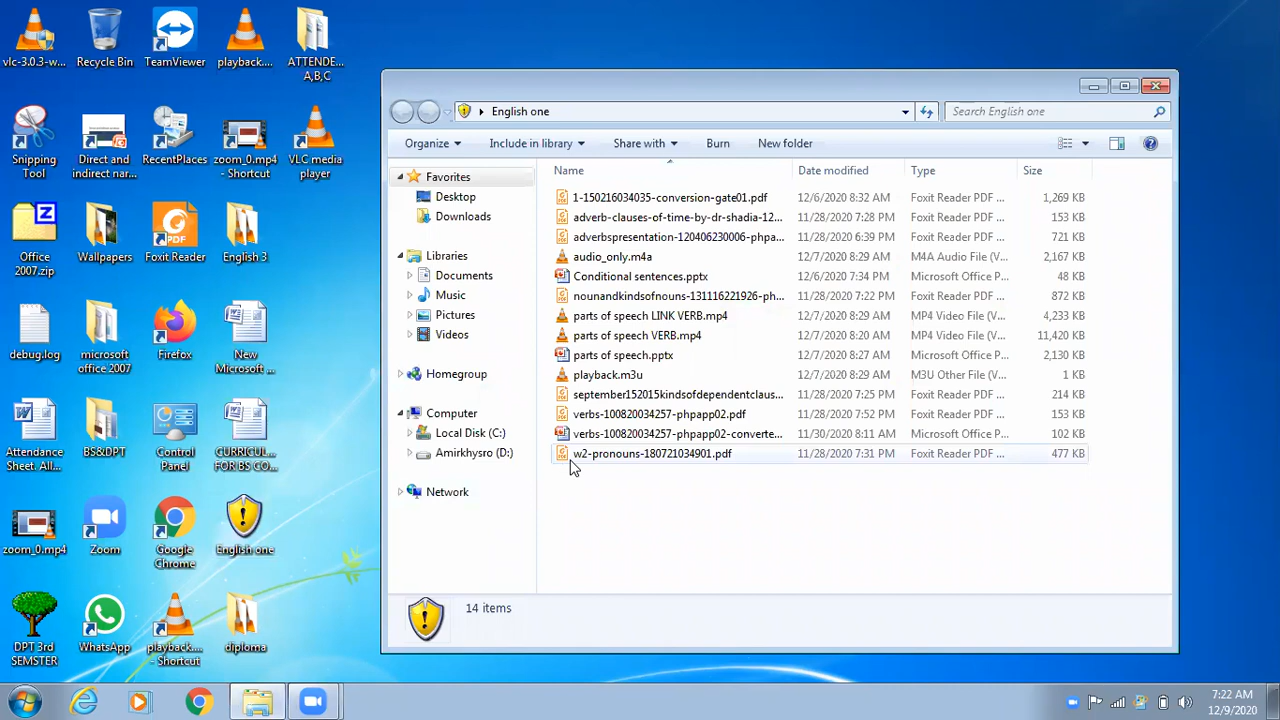 vlc-3.0.3-w...
Recycle Bin
TeamViewer
playback....
ATTENDE...
A,B,C
Snipping
Tool
Direct and
indirect nar...
RecentPlaces
zoom_0.mp4
- Shortcut
VLC media
player
Office
2007.zip
Wallpapers
Foxit Reader
English 3
debug.log
microsoft
office 2007
Firefox
New
Microsoft ...
Attendance
Sheet. All...
BS&DT
Control
Panel
CURRICUL...
FOR BS CO...
zoom_0.mp4
Zoom
Google
Chrome
English one
DPT 3rd
SEMSTER
WhatsApp
playback....
- Shortcut
diploma
English one
Search English one
Organize
Include in library
Share with
Burn
New folder
Favorites
Desktop
Downloads
Libraries
Documents
Music
Pictures
Videos
Homegroup
Computer
Local Disk (C:)
Amirkhysro (D:)
Network
Name Date modified Type Size
1-150216034035-conversion-gate01.pdf 12/6/2020 8:32 AM Foxit Reader PDF ... 1,269 KB
adverb-clauses-of-time-by-dr-shadia-12... 11/28/2020 7:28 PM Foxit Reader PDF ... 153 KB
adverbspresentation-120406230006-phpa... 11/28/2020 6:39 PM Foxit Reader PDF ... 721 KB
audio_only.m4a 12/7/2020 8:29 AM M4A Audio File (V... 2,167 KB
Conditional sentences.pptx 12/6/2020 7:34 PM Microsoft Office P... 48 KB
nounandkindsofnouns-131116221926-ph... 11/28/2020 7:22 PM Foxit Reader PDF ... 872 KB
parts of speech LINK VERB.mp4 12/7/2020 8:29 AM MP4 Video File (V... 4,233 KB
parts of speech VERB.mp4 12/7/2020 8:29 AM MP4 Video File (V... 11,420 KB
parts of speech.pptx 12/7/2020 8:29 AM Microsoft Office P... 2,130 KB
playback.m3u 12/7/2020 8:29 AM M3U Other File (V... 1 KB
september152015kindsofdependentclaus... 11/28/2020 7:25 PM Foxit Reader PDF ... 214 KB
verbs-100820034257-phpapp02.pdf 11/28/2020 7:52 PM Foxit Reader PDF ... 153 KB
verbs-100820034257-phpapp02-converte... 11/30/2020 8:11 AM Microsoft Office P... 102 KB
w2-pronouns-180721034901.pdf 11/28/2020 7:31 PM Foxit Reader PDF ... 477 KB
14 items
7:22 AM
12/9/2020